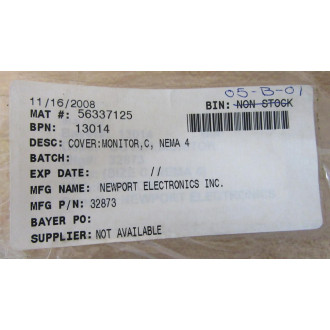 05-B-01
11/16/2008
MAT #: 56337125
BIN: NON STOCK
BPN: 13014
DESC: COVER:MONITOR,C, NEMA 4
BATCH:
EXP DATE: //
MFG NAME: NEWPORT ELECTRONICS INC.
MFG P/N: 32873
BAYER PO:
SUPPLIER: NOT AVAILABLE